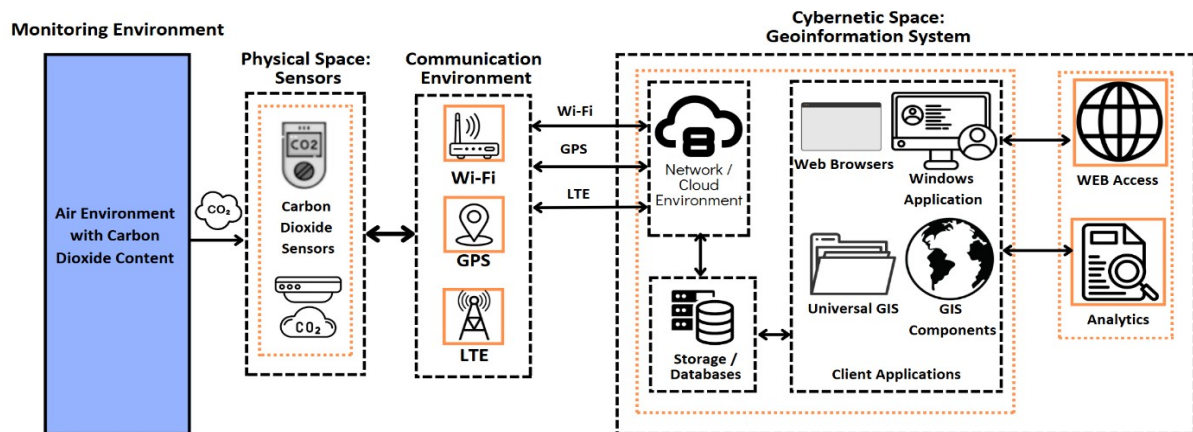 Monitoring Environment
Air Environment
with Carbon
Dioxide Content
CO₂
Physical Space:
Sensors
CO2
Carbon
Dioxide
Sensors
CO₂
Communication
Environment
Wi-Fi
GPS
LTE
Wi-Fi
GPS
LTE
Cybernetic Space:
Geoinformation System
Network /
Cloud
Environment
Storage /
Databases
Web Browsers
Windows
Application
Universal GIS
GIS
Components
Client Applications
WEB Access
Analytics